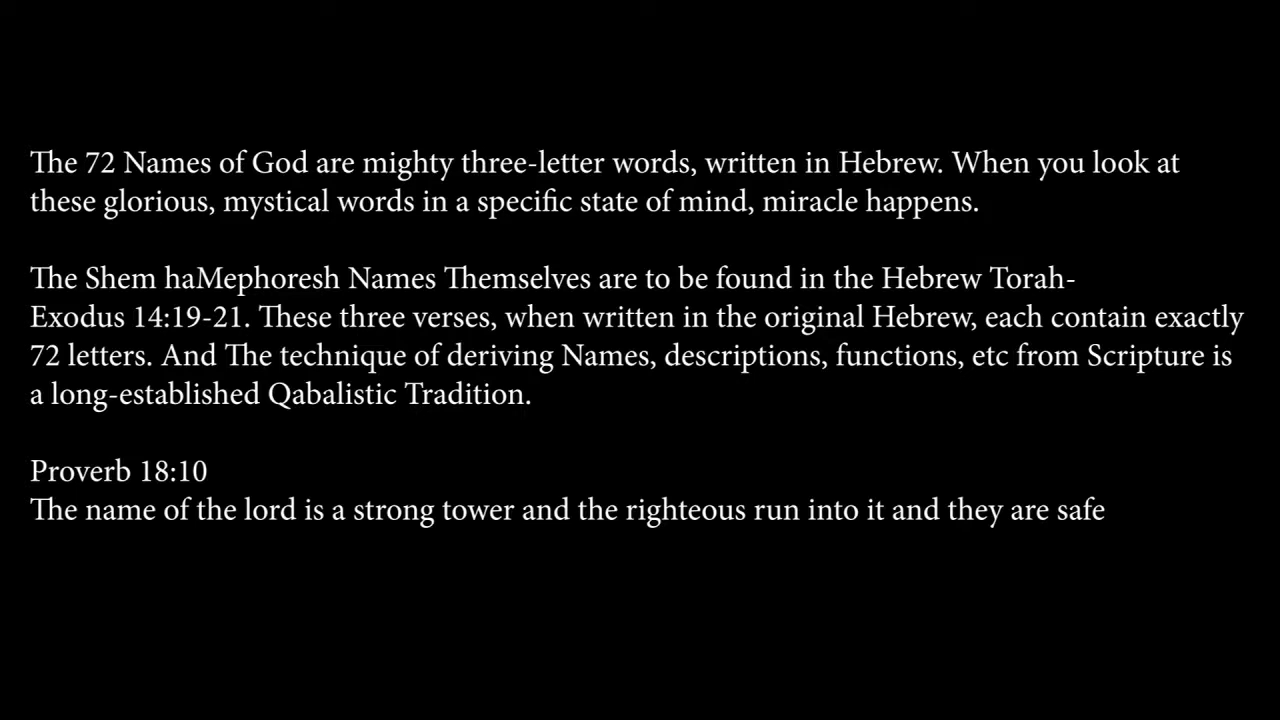 The 72 Names of God are mighty three-letter words, written in Hebrew. When you look at
these glorious, mystical words in a specific state of mind, miracle happens.
The Shem haMephoresh Names Themselves are to be found in the Hebrew Torah-
Exodus 14:19-21. These three verses, when written in the original Hebrew, each contain exactly
72 letters. And The technique of deriving Names, descriptions, functions, etc from Scripture is
a long-established Qabalistic Tradition.
Proverb 18:10
The name of the lord is a strong tower and the righteous run into it and they are safe